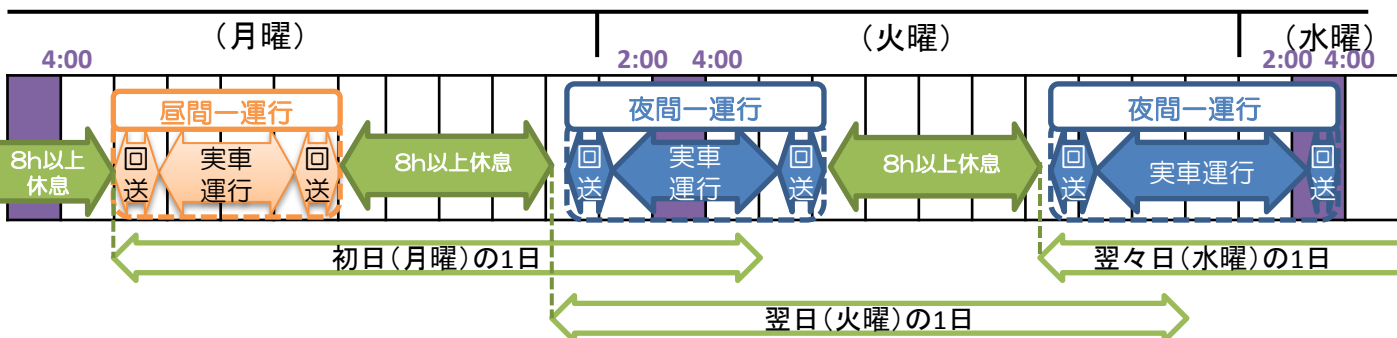 （月曜）
（火曜）
（水曜）
4:00
2:00
4:00
2:00
4:00
昼間一運行
夜間一運行
夜間一運行
8h以上
休息
回
送
実車
運行
回
送
8h以上休息
回
送
実車
運行
回
送
8h以上休息
回
送
実車運行
回
送
初日（月曜）の1日
翌々日（水曜）の1日
翌日（火曜）の1日